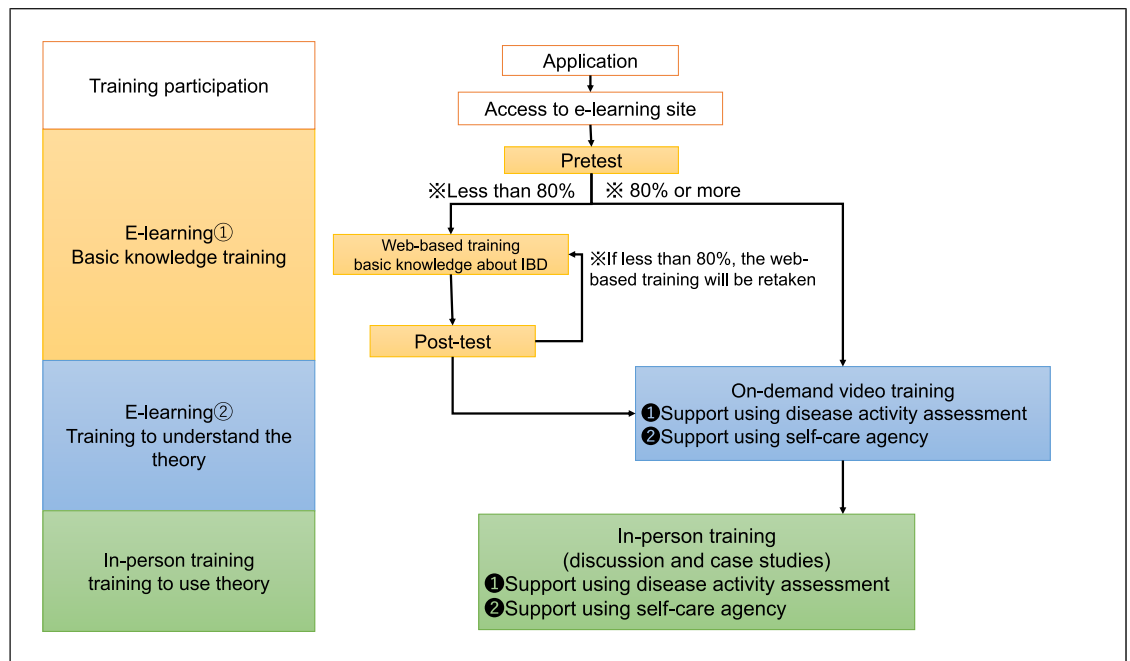 Training participation
E-learning①
Basic knowledge training
E-learning②
Training to understand the
theory
In-person training
training to use theory
Application
Access to e-learning site
Pretest
※Less than 80%
※ 80% or more
Web-based training
basic knowledge about IBD
※If less than 80%, the web-
based training will be retaken
Post-test
On-demand video training
❶Support using disease activity assessment
❷Support using self-care agency
In-person training
(discussion and case studies)
❶Support using disease activity assessment
❷Support using self-care agency